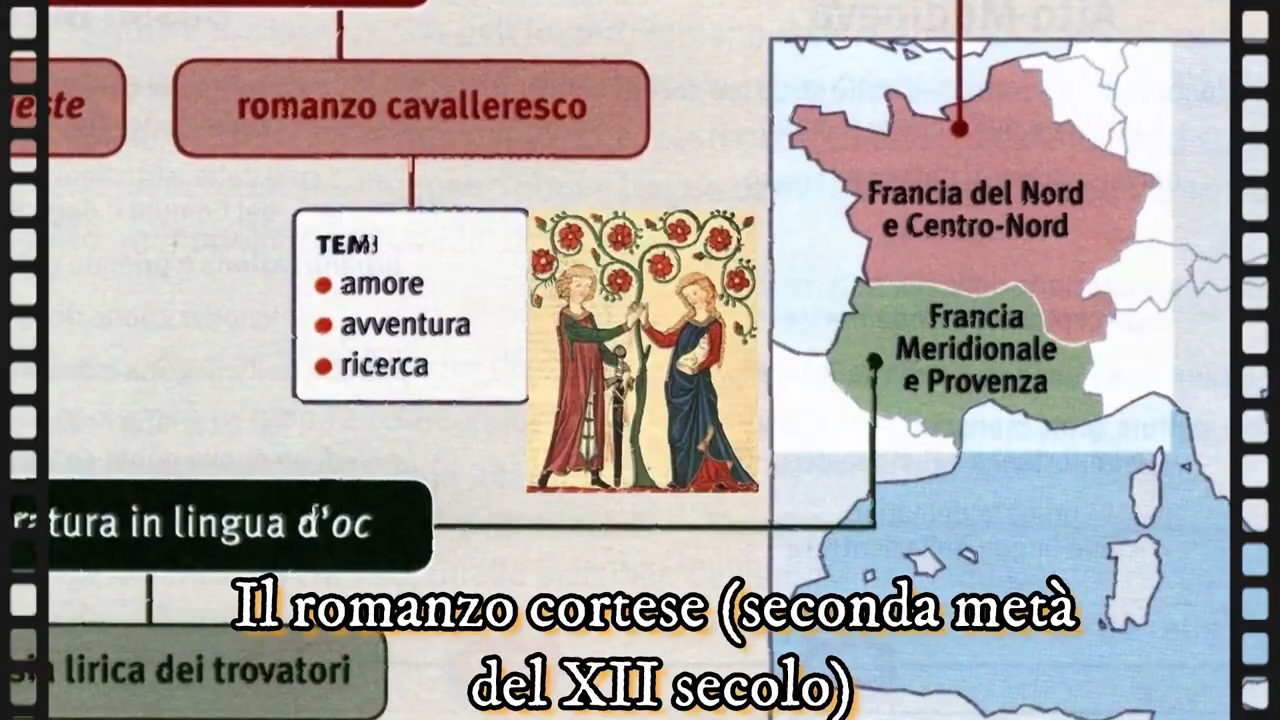 romanzo cavalleresco
TEMI
amore
avventura
ricerca
Francia del Nord
e Centro-Nord
Francia
Meridionale
e Provenza
in lingua d'oc
lirica dei trovatori
Il romanzo cortese (seconda metà
del XII secolo)